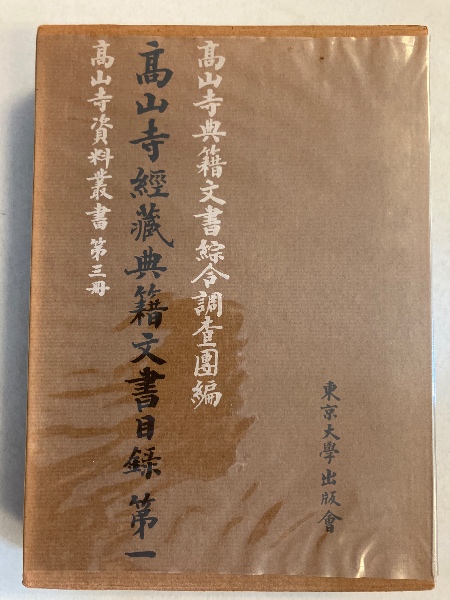 高山寺典籍文書綜合調査團編
高山寺經藏典籍文書目録 第一
高山寺資料叢書 第三冊
東京大學出版會